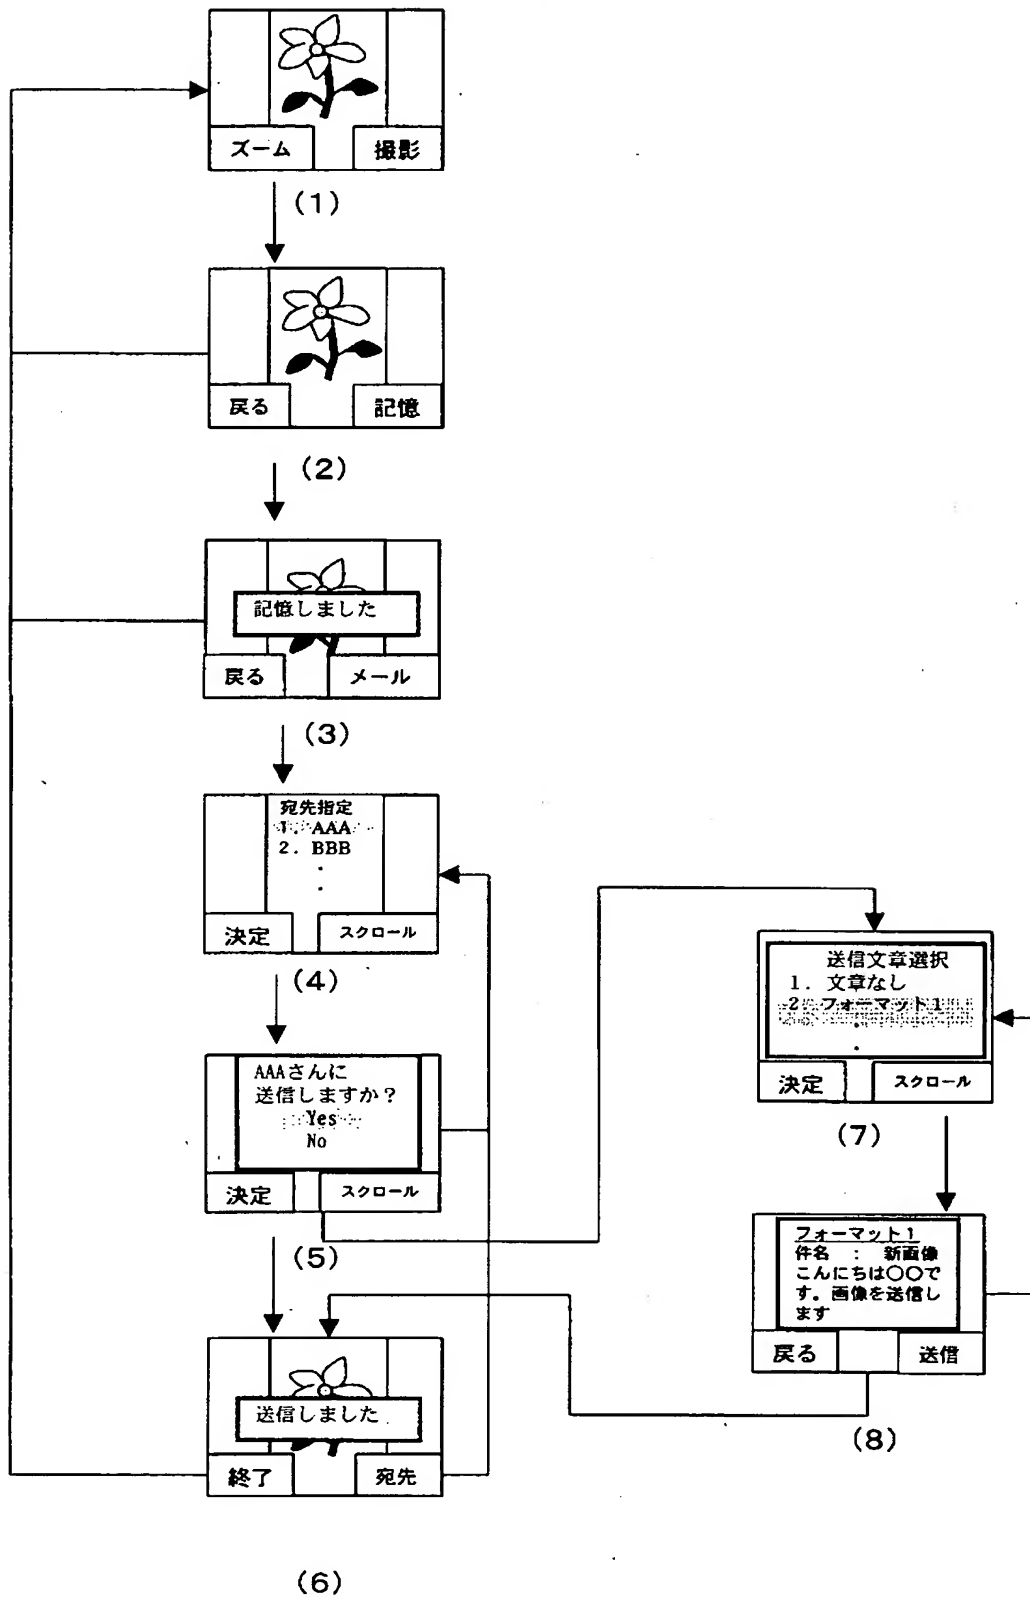 ズーム 撮影
(1)
戻る 記憶
(2)
記憶しました
戻る メール
(3)
宛先指定
1. AAA
2. BBB
決定 スクロール
(4)
AAAさんに
送信しますか?
Yes
No
決定 スクロール
(5)
送信しました
終了 宛先
(6)
送信文章選択
1. 文章なし
2. フォーマット1
決定 スクロール
(7)
フォーマット1
件名 : 新画像
こんにちは○○で
す。画像を送信し
ます
戻る 送信
(8)